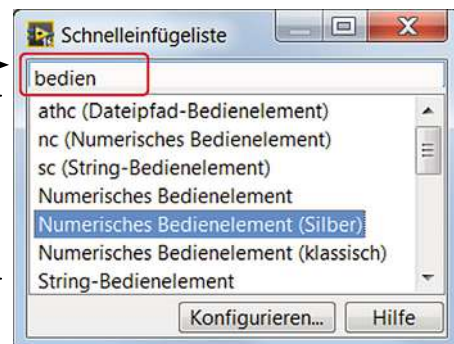 Schnelleinfügeliste
bedien
athc (Dateipfad-Bedienelement)
nc (Numerisches Bedienelement)
sc (String-Bedienelement)
Numerisches Bedienelement
Numerisches Bedienelement (Silber)
Numerisches Bedienelement (klassisch)
String-Bedienelement
Konfigurieren... Hilfe